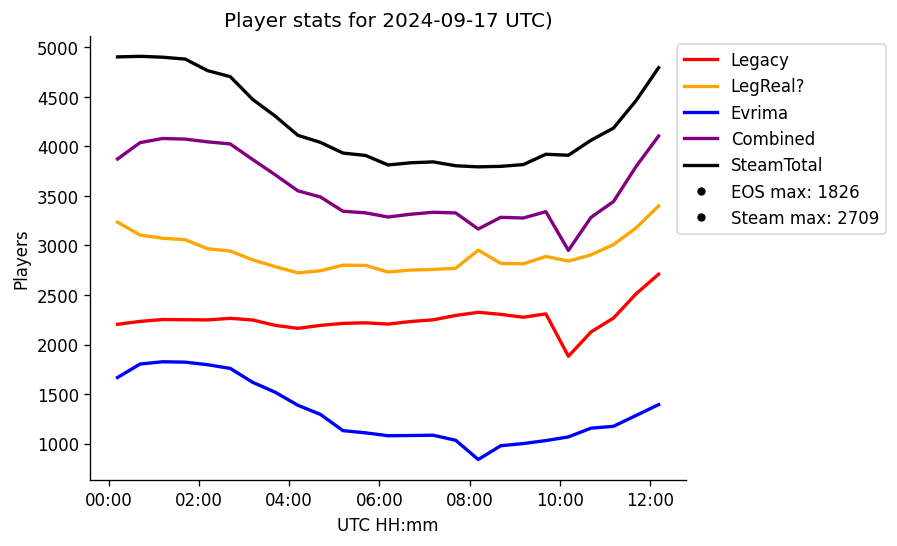 Player stats for 2024-09-17 UTC)
5000
4500
4000
3500
3000
2500
2000
1500
1000
Players
00:00 02:00 04:00 06:00 08:00 10:00 12:00
UTC HH:mm
Legacy
LegReal?
Evrima
Combined
SteamTotal
EOS max: 1826
Steam max: 2709